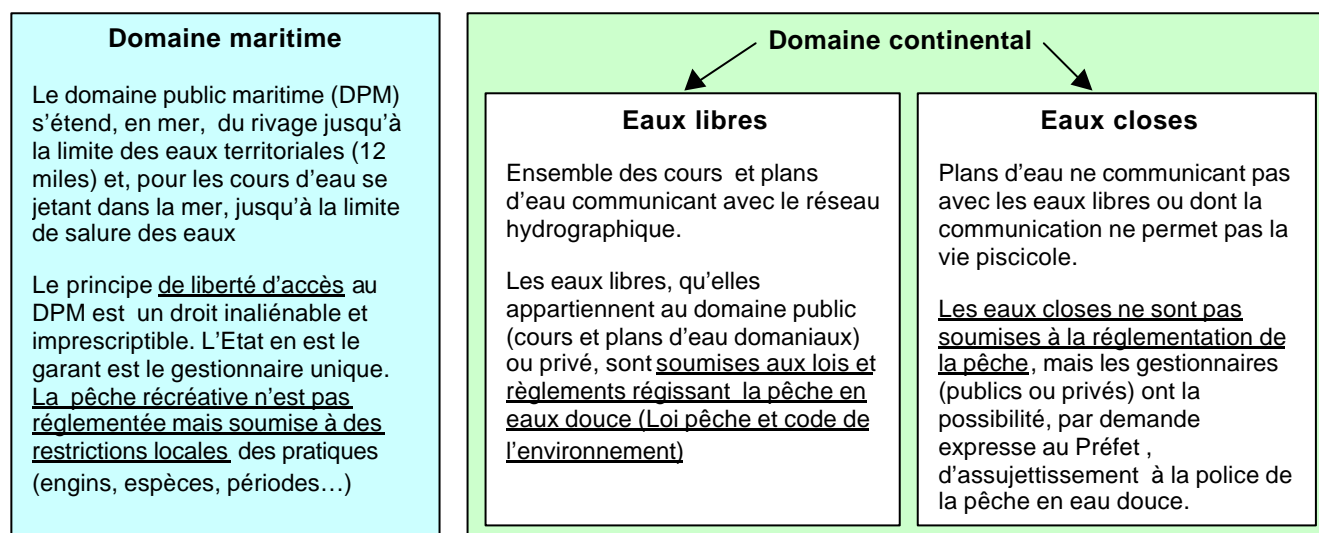 Domaine maritime
Le domaine public maritime (DPM)
s’étend, en mer, du rivage jusqu’à
la limite des eaux territoriales (12
miles) et, pour les cours d’eau se
jetant dans la mer, jusqu’à la limite
de salure des eaux
Le principe de liberté d’accès au
DPM est un droit inaliénable et
imprescriptible. L’Etat en est le
garant est le gestionnaire unique.
La pêche récréative n’est pas
réglementée mais soumise à des
restrictions locales des pratiques
(engins, espèces, périodes…)
Domaine continental
Eaux libres
Ensemble des cours et plans
d’eau communicant avec le réseau
hydrographique.
Les eaux libres, qu’elles
appartiennent au domaine public
(cours et plans d’eau domaniaux)
ou privé, sont soumises aux lois et
règlements régissant la pêche en
eaux douce (Loi pêche et code de
l’environnement)
Eaux closes
Plans d’eau ne communicant pas
avec les eaux libres ou dont la
communication ne permet pas la
vie piscicole.
Les eaux closes ne sont pas
soumises à la réglementation de
la pêche, mais les gestionnaires
(publics ou privés) ont la
possibilité, par demande
expresse au Préfet ,
d’assujettissement à la police de
la pêche en eau douce.